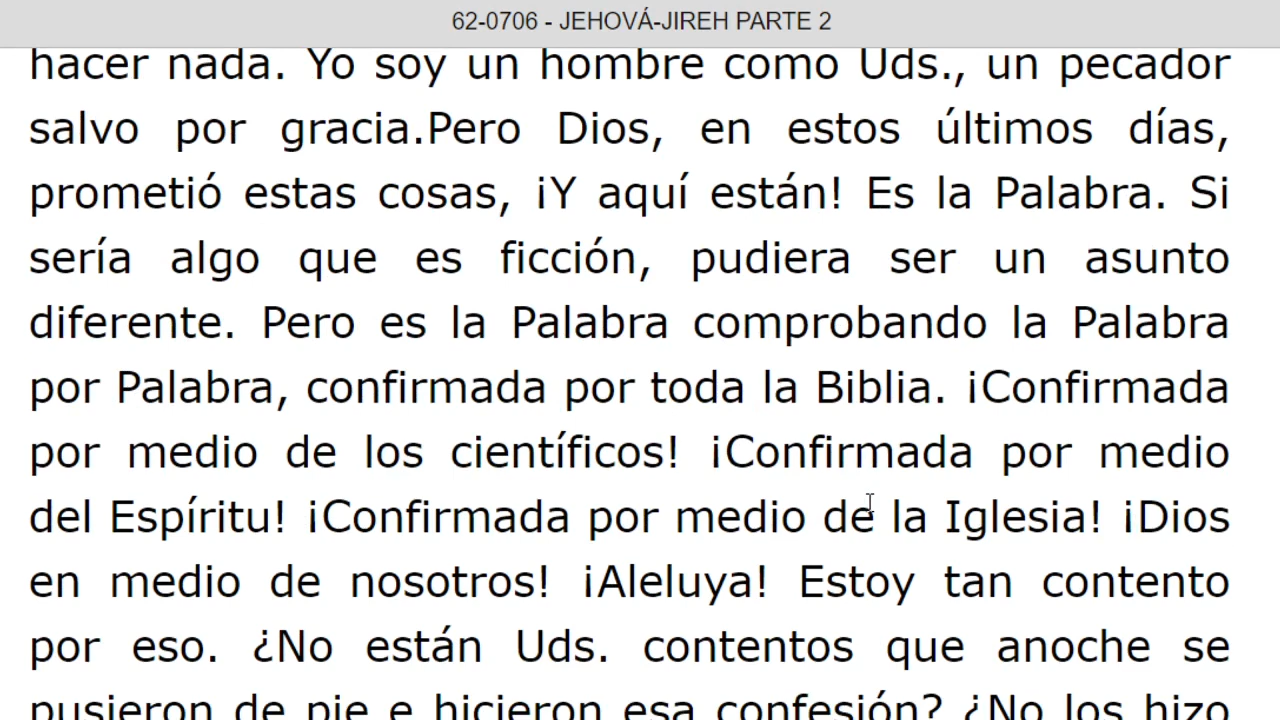 62-0706 - JEHOVÁ-JIREH PARTE 2
hacer nada. Yo soy un hombre como Uds., un pecador
salvo por gracia.Pero Dios, en estos últimos días,
prometió estas cosas, ¡Y aquí están! Es la Palabra. Si
sería algo que es ficción, pudiera ser un asunto
diferente. Pero es la Palabra comprobando la Palabra
por Palabra, confirmada por toda la Biblia. ¡Confirmada
por medio de los científicos! ¡Confirmada por medio
del Espíritu! ¡Confirmada por medio de la Iglesia! ¡Dios
en medio de nosotros! ¡Aleluya! Estoy tan contento
por eso. ¿No están Uds. contentos que anoche se
pusieron de pie e hicieron esa confesión? ¿No los hizo